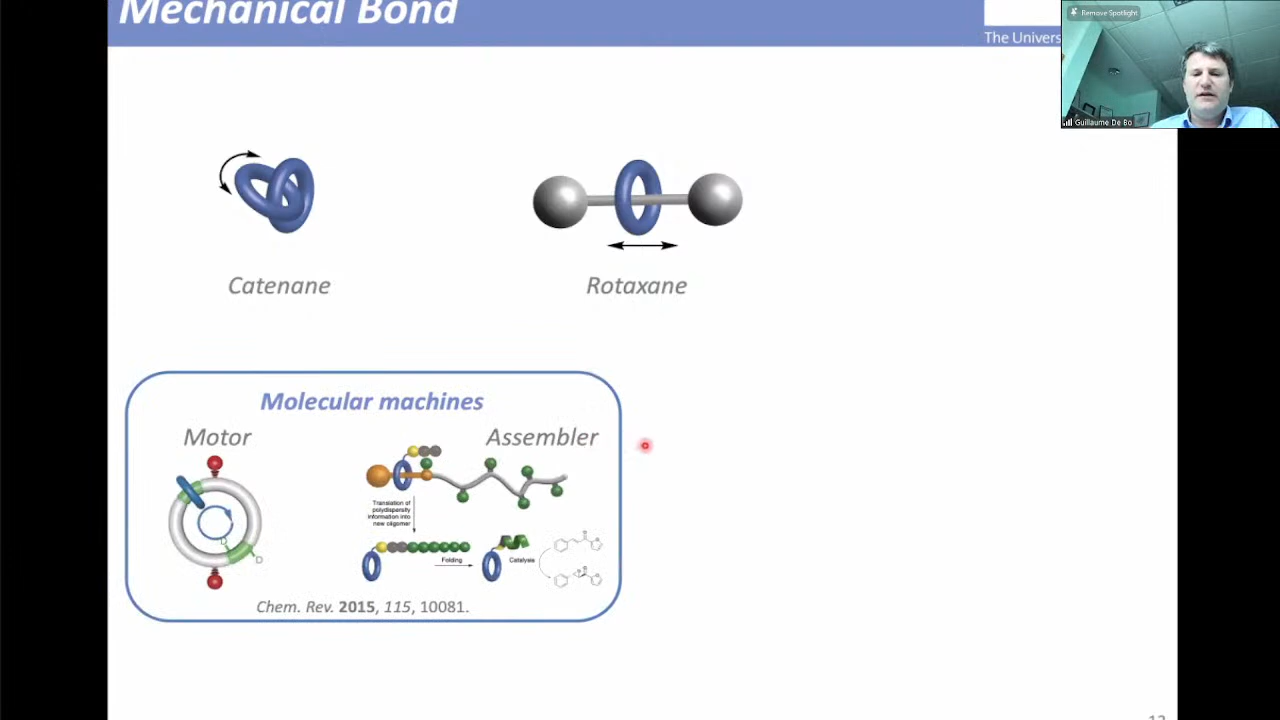 Mechanical Bond
The Univers
Remove Spotlight
Guillaume De Bo
Catenane
Rotaxane
Molecular machines
Motor
Assembler
Translation of
polydispersity
information into
new oligomer
D
D
Folding
Catalysis
O
O
O
O
O
Chem. Rev. 2015, 115, 10081.
12